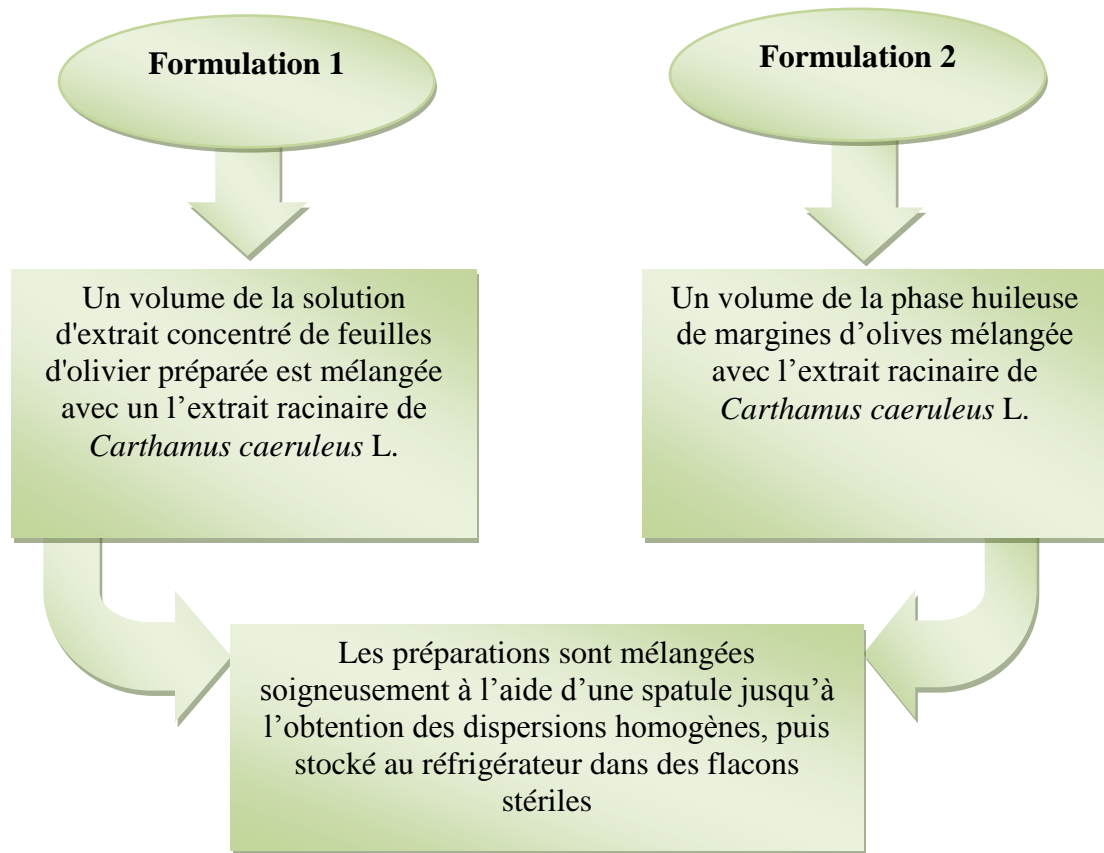 Formulation 1
Formulation 2
Un volume de la solution
d'extrait concentré de feuilles
d'olivier préparée est mélangée
avec un l’extrait racinaire de
Carthamus caeruleus L.
Un volume de la phase huileuse
de margines d’olives mélangée
avec l’extrait racinaire de
Carthamus caeruleus L.
Les préparations sont mélangées
soigneusement à l’aide d’une spatule jusqu’à
l’obtention des dispersions homogènes, puis
stocké au réfrigérateur dans des flacons
stériles